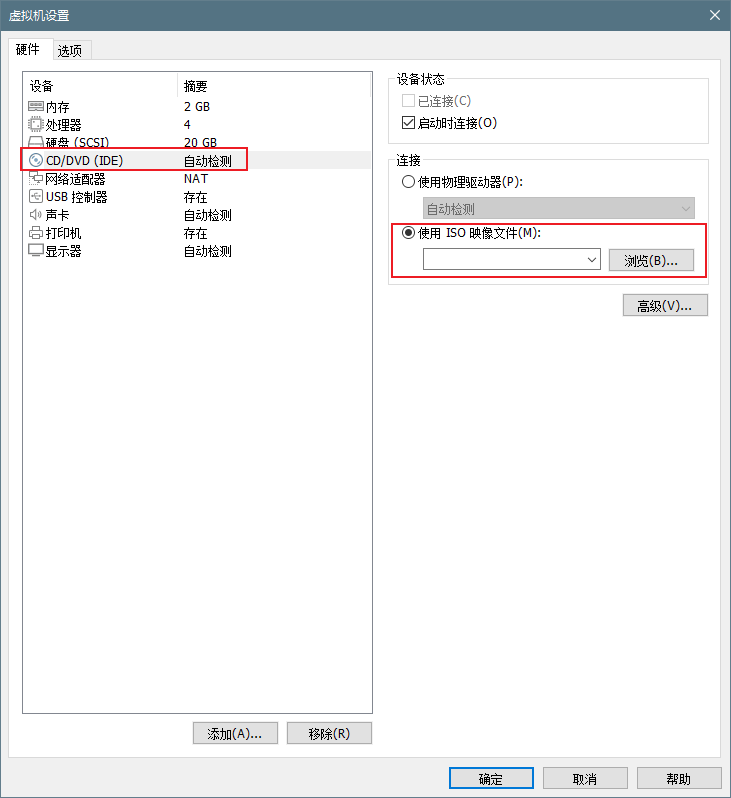 虚拟机设置
硬件 选项
设备 摘要
内存 2 GB
处理器 4
硬盘 (SCSI) 20 GB
CD/DVD (IDE) 自动检测
网络适配器 NAT
USB 控制器 存在
声卡 自动检测
打印机 存在
显示器 自动检测
添加(A)... 移除(R)
设备状态
已连接(C)
启动时连接(O)
连接
使用物理驱动器(P):
自动检测
使用 ISO 映像文件(M):
浏览(B)...
高级(V)...
确定 取消 帮助